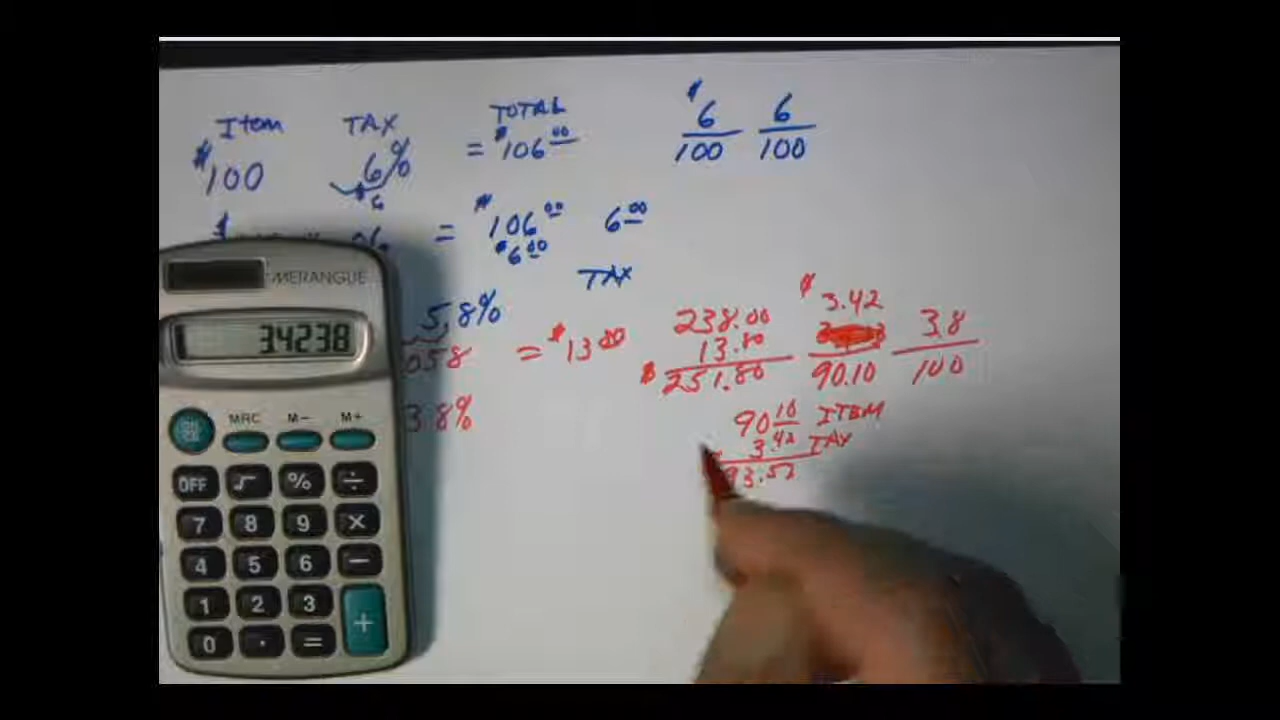 Item TAX TOTAL
$100 6% = $106.00
$6
$6/100 6/100
06 = $106.00 6.00
$6.00
TAX
5.8%
058 = $13.80
3.8%
238.00
13.80
$251.80
$3.42
90.10
3.8
100
90.10 ITEM
3.42 TAX
93.52
MERANGUE
3.4238
MRC M− M+
OFF √ % ÷
7 8 9 ×
4 5 6 −
1 2 3 +
0 . =